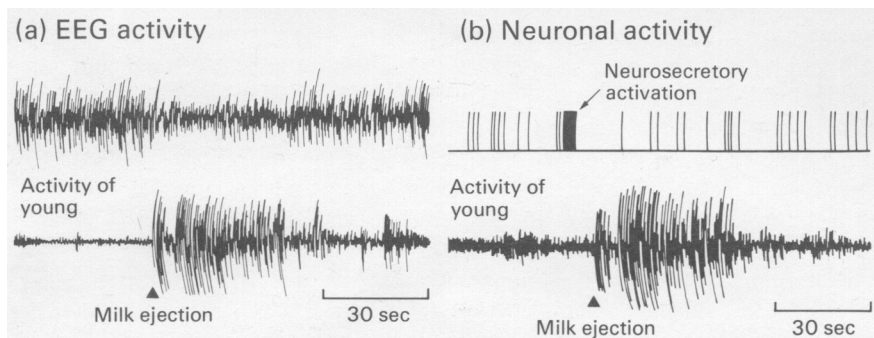 (a) EEG activity
Activity of
young
Milk ejection
30 sec
(b) Neuronal activity
Neurosecretory
activation
Activity of
young
Milk ejection
30 sec